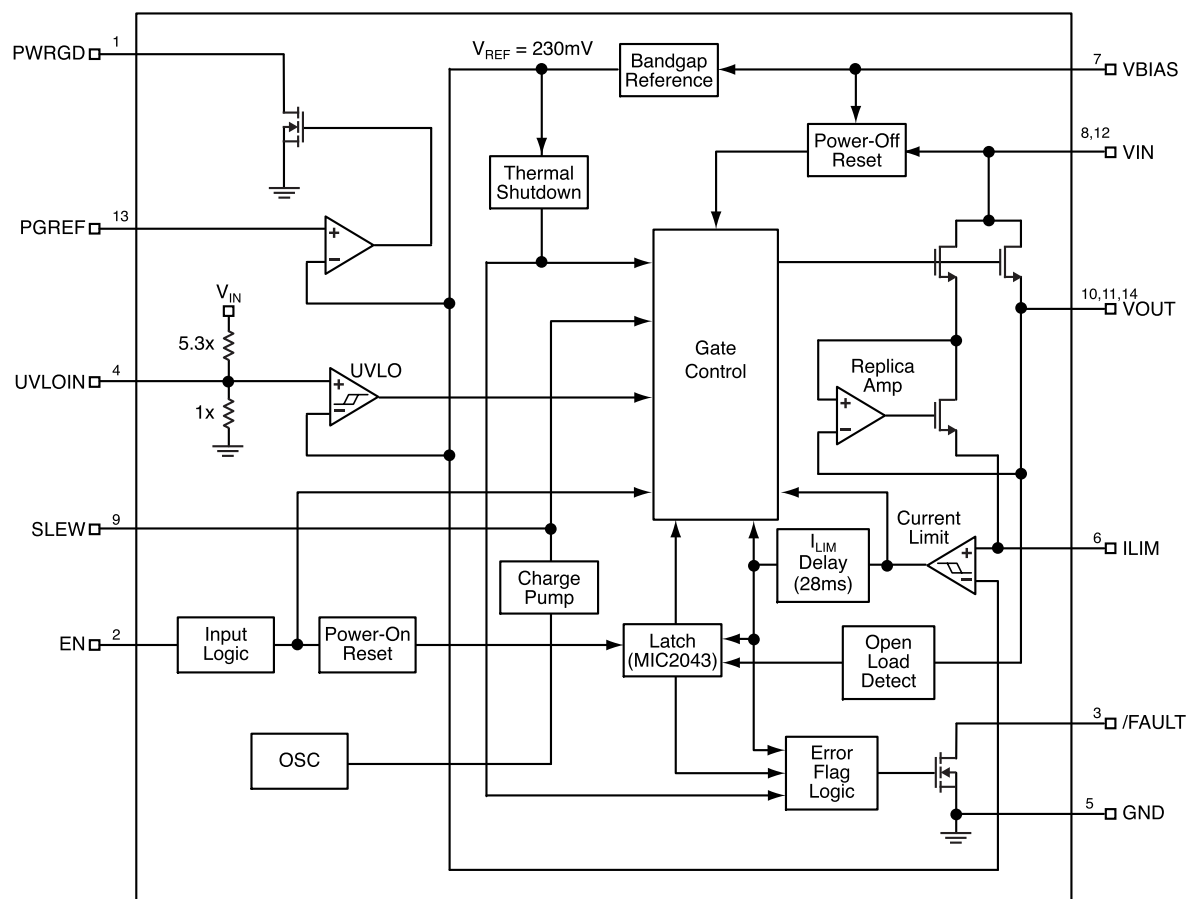 1
PWRGD
VREF = 230mV
Bandgap
Reference
7
VBIAS
Power-Off
Reset
8,12
VIN
Thermal
Shutdown
13
PGREF
+
−
VIN
5.3x
10,11,14
VOUT
Gate
Control
Replica
Amp
4
UVLOIN
UVLO
+
−
1x
+
−
9
SLEW
Current
Limit
ILIM
Delay
(28ms)
+
−
6
ILIM
Charge
Pump
2
EN
Input
Logic
Power-On
Reset
Latch
(MIC2043)
Open
Load
Detect
3
/FAULT
OSC
Error
Flag
Logic
5
GND